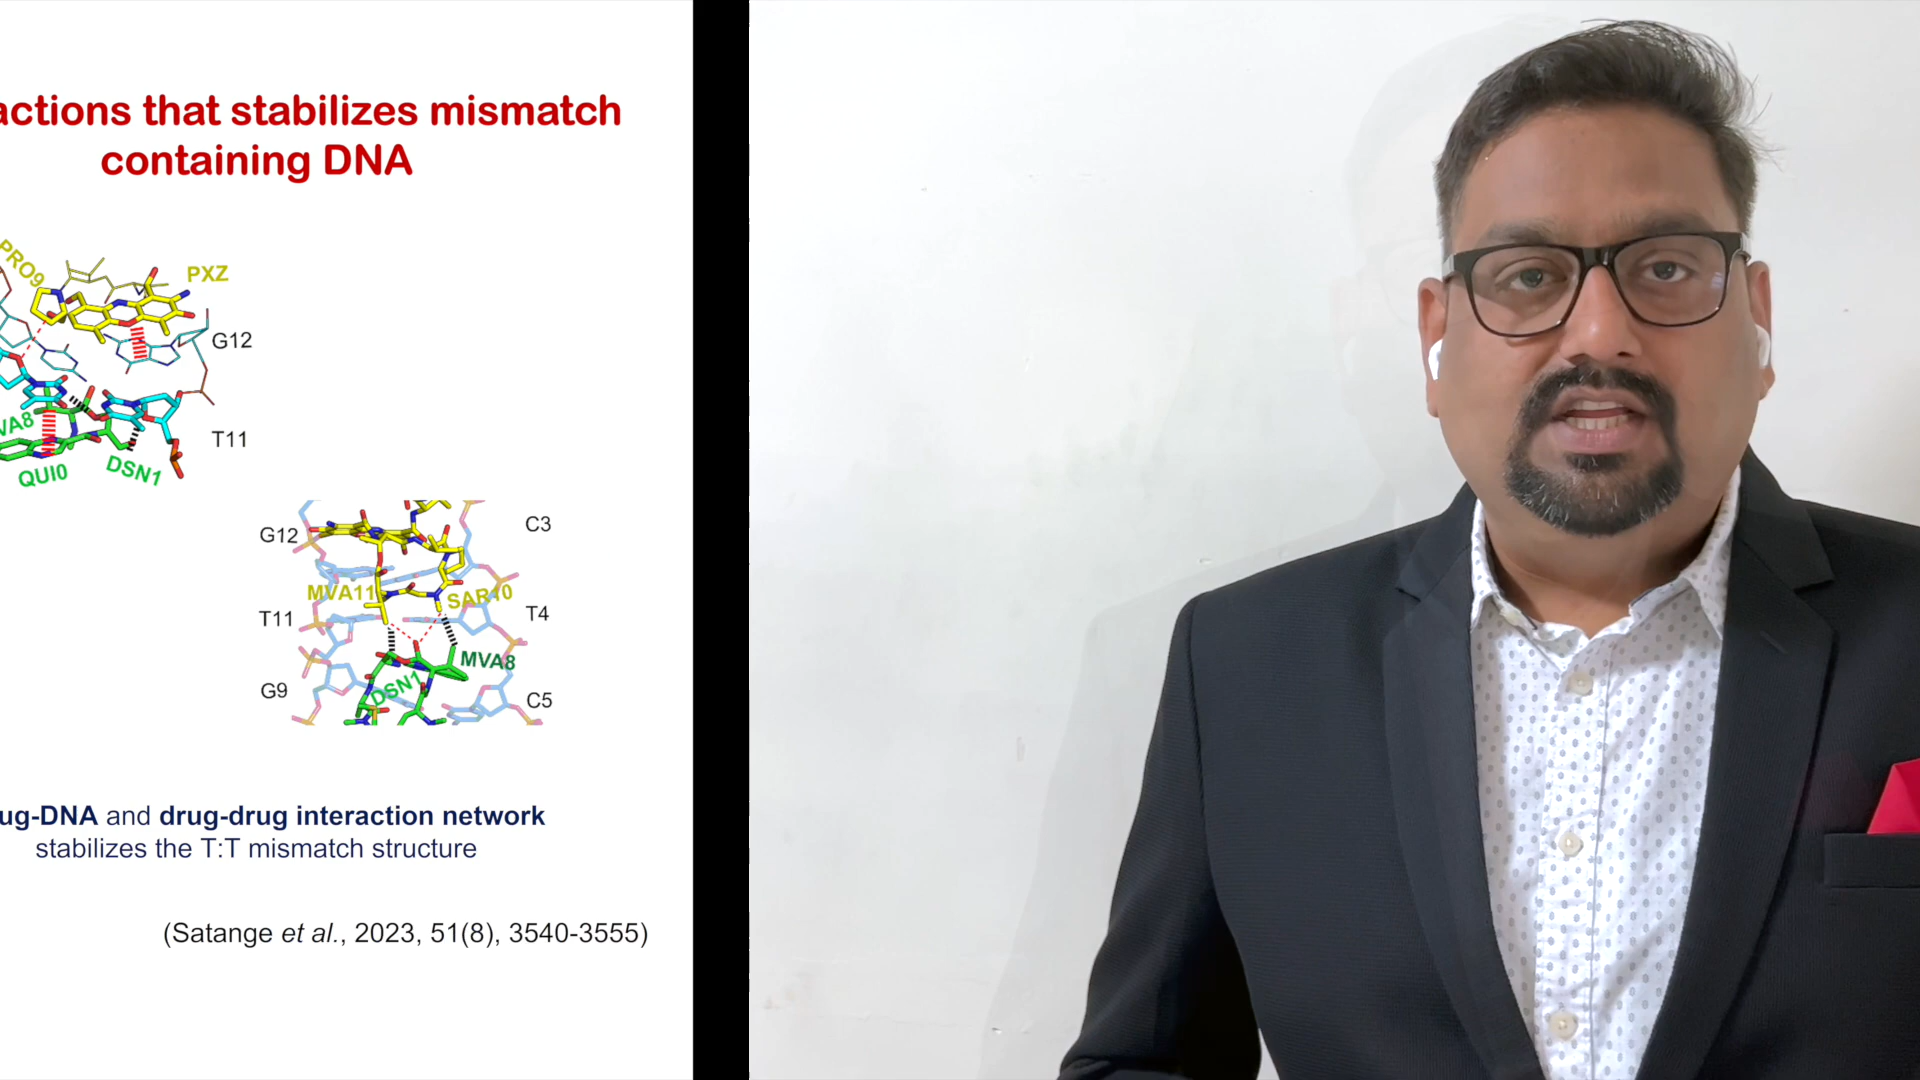 actions that stabilizes mismatch
containing DNA
PRO9
PXZ
G12
VA8
T11
QUI0
DSN1
G12
C3
MVA11
SAR10
T11
T4
MVA8
DSN1
G9
C5
ug-DNA and drug-drug interaction network
stabilizes the T:T mismatch structure
(Satange et al., 2023, 51(8), 3540-3555)